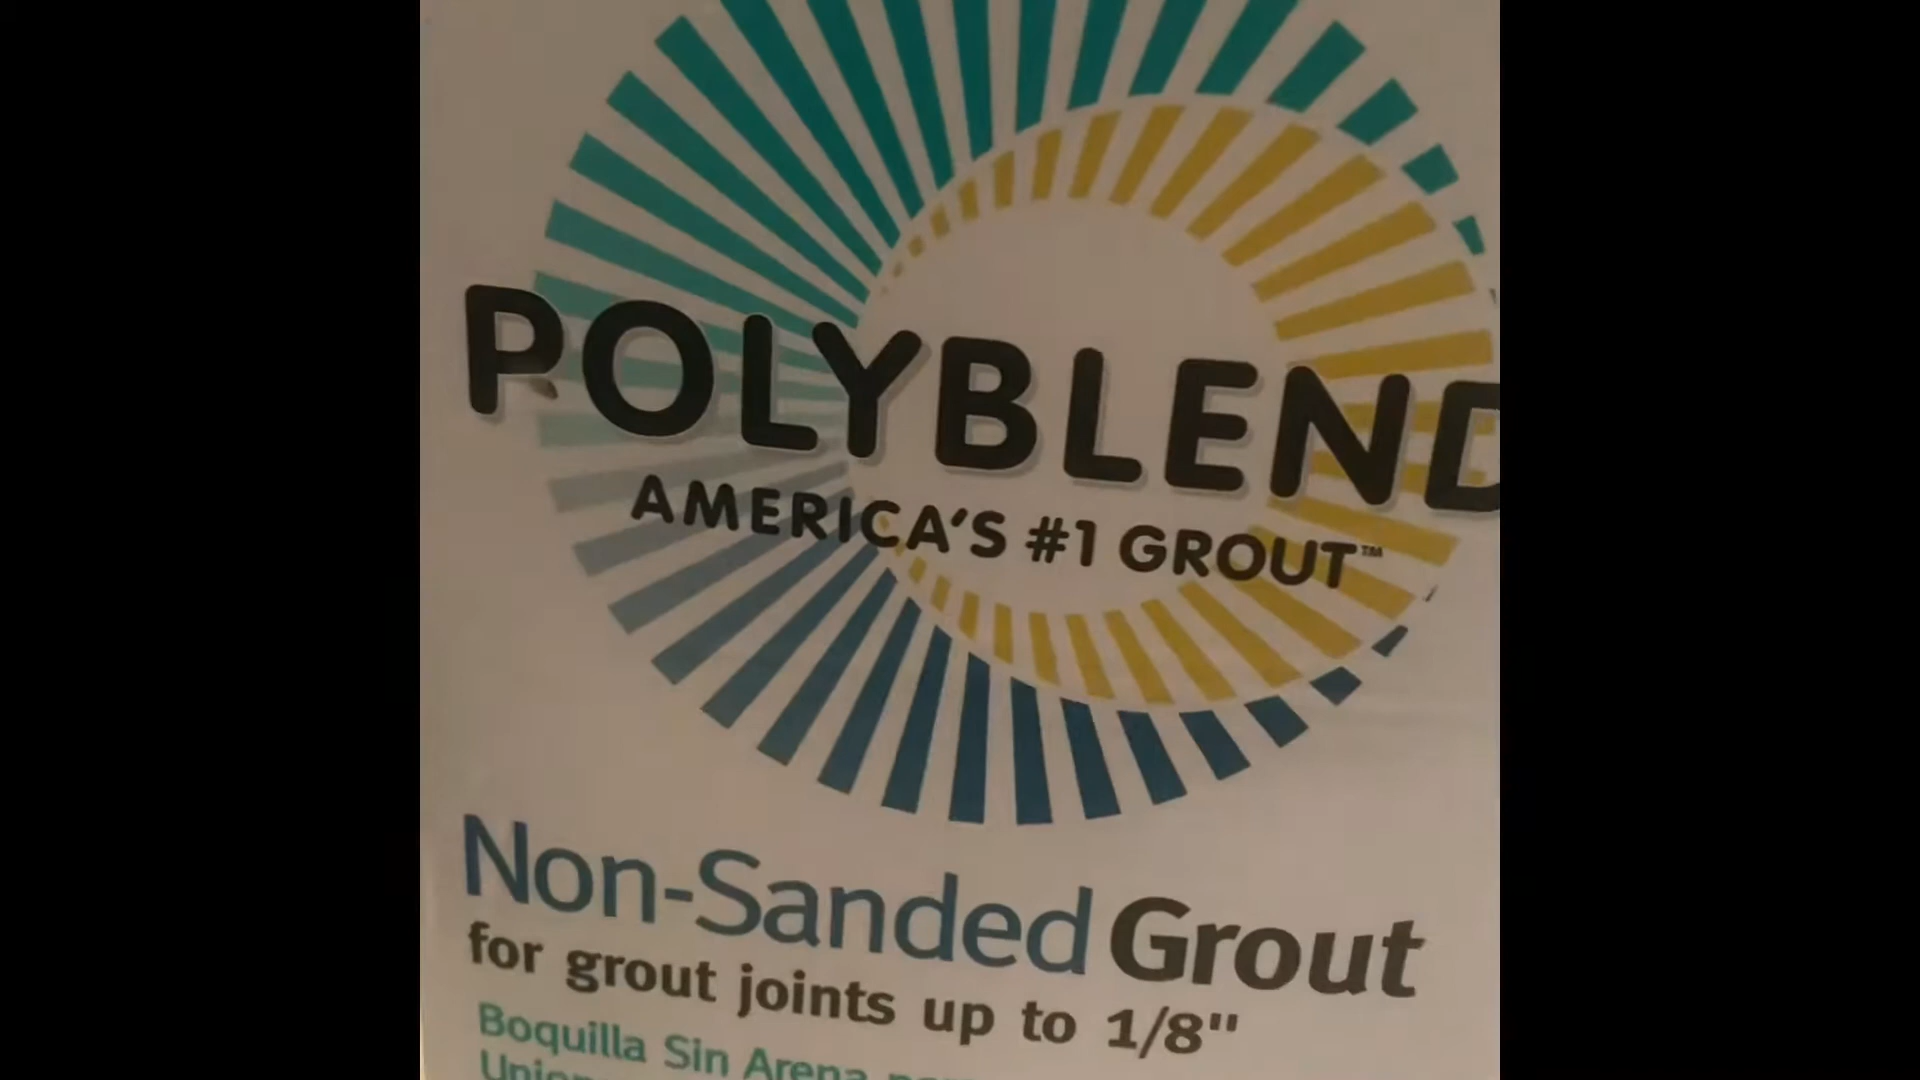 POLYBLEND
AMERICA'S #1 GROUT™
Non-Sanded Grout
for grout joints up to 1/8"
Boquilla Sin Arena